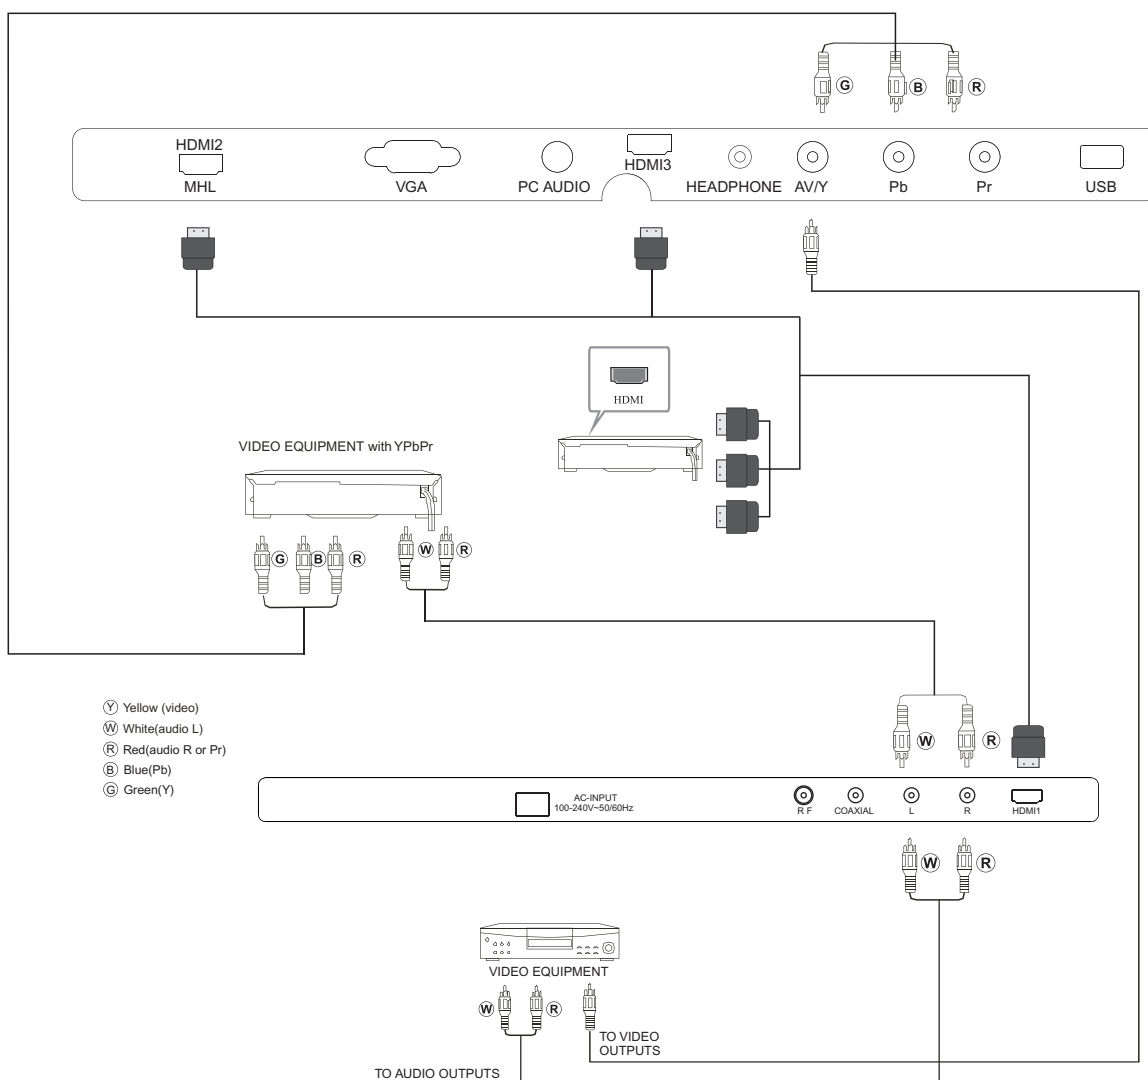 G B R
HDMI2
MHL
VGA
PC AUDIO
HDMI3
HEADPHONE
AV/Y
Pb
Pr
USB
HDMI
VIDEO EQUIPMENT with YPbPr
G B R
W R
Y Yellow (video)
W White(audio L)
R Red(audio R or Pr)
B Blue(Pb)
G Green(Y)
W R
AC-INPUT
100-240V~50/60Hz
R F
COAXIAL
L
R
HDMI1
W R
VIDEO EQUIPMENT
W R
TO VIDEO
OUTPUTS
TO AUDIO OUTPUTS